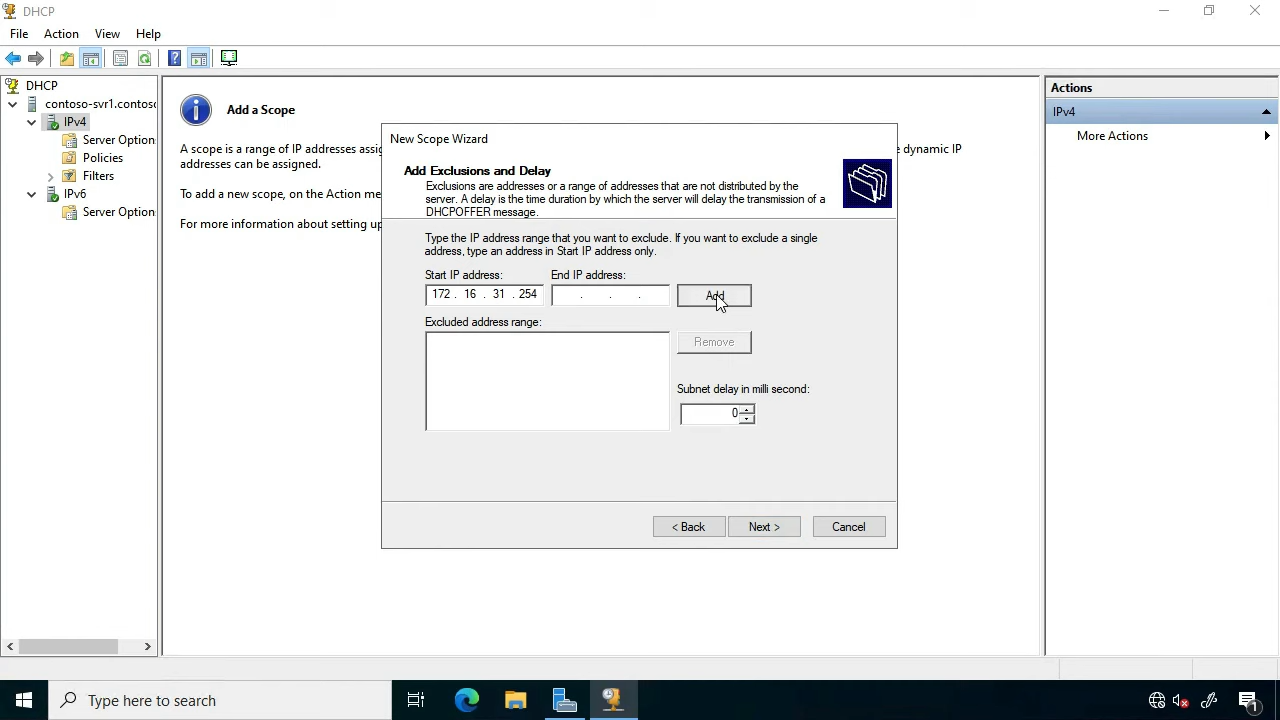 DHCP
File Action View Help
DHCP
contoso-svr1.contoso
IPv4
Server Option
Policies
Filters
IPv6
Server Option
Add a Scope
A scope is a range of IP addresses assig
e dynamic IP
addresses can be assigned.
To add a new scope, on the Action me
For more information about setting up
New Scope Wizard
Add Exclusions and Delay
Exclusions are addresses or a range of addresses that are not distributed by the
server. A delay is the time duration by which the server will delay the transmission of a
DHCPOFFER message.
Type the IP address range that you want to exclude. If you want to exclude a single
address, type an address in Start IP address only.
Start IP address: End IP address:
172 . 16 . 31 . 254 . . . Add
Excluded address range:
Remove
Subnet delay in milli second:
0
< Back Next > Cancel
Actions
IPv4
More Actions
Type here to search
1